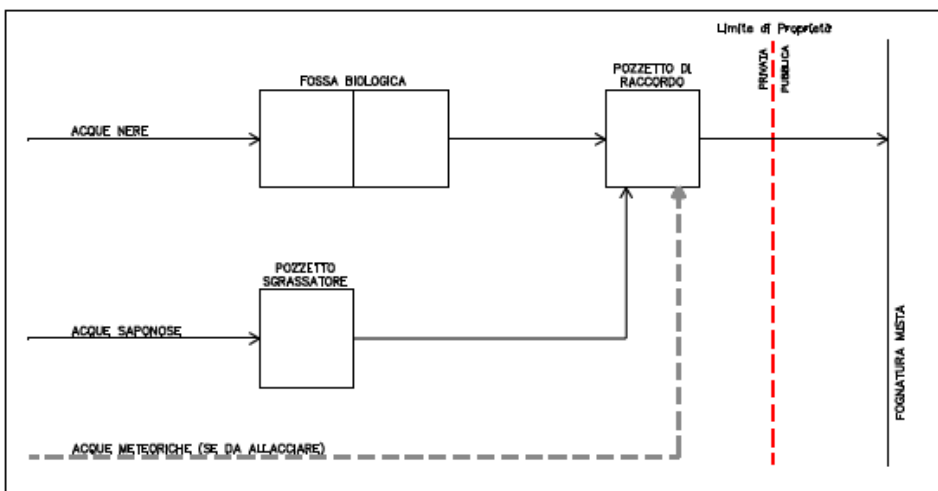 Limite di Proprietà
PRIVATA
PUBBLICA
FOSSA BIOLOGICA
POZZETTO DI
RACCORDO
ACQUE NERE
POZZETTO
SGRASSATORE
ACQUE SAPONOSE
ACQUE METEORICHE (SE DA ALLACCIARE)
FOGNATURA MISTA